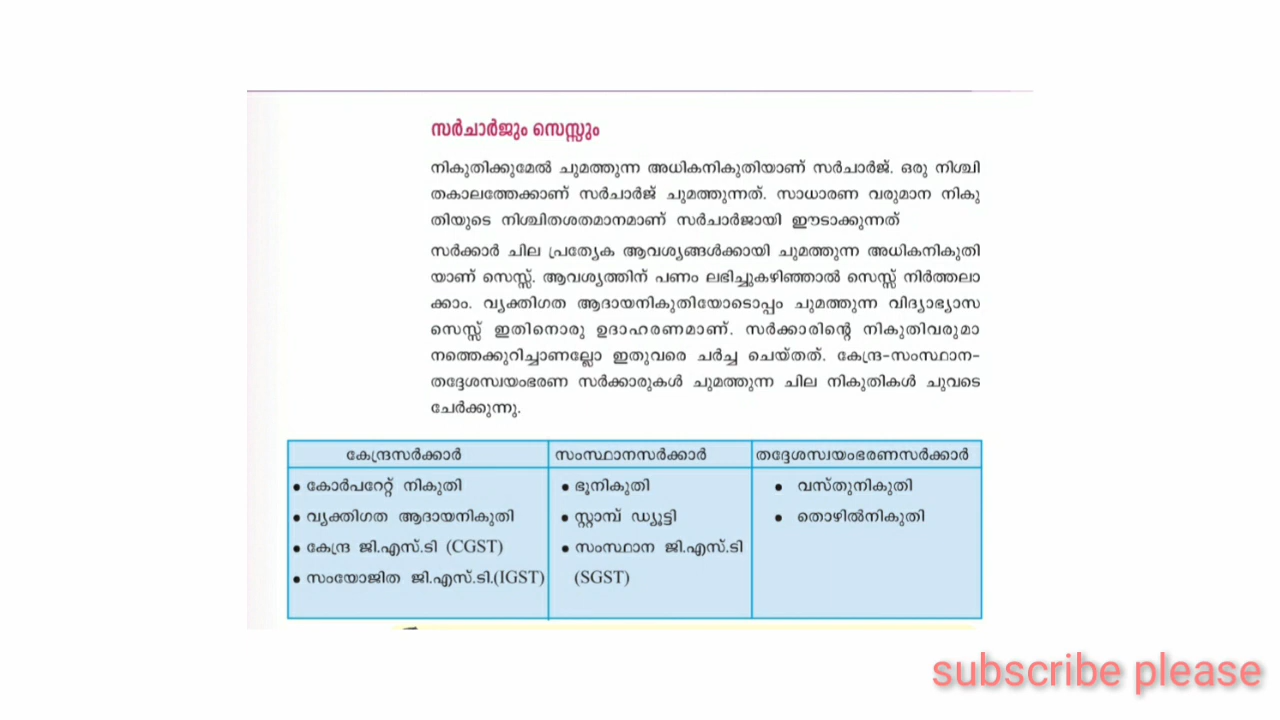 സർചാർജും സെസ്സും
നികുതിക്കുമേൽ ചുമത്തുന്ന അധികനികുതിയാണ് സർചാർജ്. ഒരു നിശ്ചി
തകാലത്തേക്കാണ് സർചാർജ് ചുമത്തുന്നത്. സാധാരണ വരുമാന നികു
തിയുടെ നിശ്ചിതശതമാനമാണ് സർചാർജായി ഈടാക്കുന്നത്
സർക്കാർ ചില പ്രത്യേക ആവശ്യങ്ങൾക്കായി ചുമത്തുന്ന അധികനികുതി
യാണ് സെസ്സ്. ആവശ്യത്തിന് പണം ലഭിച്ചുകഴിഞ്ഞാൽ സെസ്സ് നിർത്തലാ
ക്കാം. വ്യക്തിഗത ആദായനികുതിയോടൊപ്പം ചുമത്തുന്ന വിദ്യാഭ്യാസ
സെസ്സ് ഇതിനൊരു ഉദാഹരണമാണ്. സർക്കാരിന്റെ നികുതിവരുമാ
നത്തെക്കുറിച്ചാണല്ലോ ഇതുവരെ ചർച്ച ചെയ്തത്. കേന്ദ്ര-സംസ്ഥാന-
തദ്ദേശസ്വയംഭരണ സർക്കാരുകൾ ചുമത്തുന്ന ചില നികുതികൾ ചുവടെ
ചേർക്കുന്നു.
കേന്ദ്രസർക്കാർ സംസ്ഥാനസർക്കാർ തദ്ദേശസ്വയംഭരണസർക്കാർ
• കോർപറേറ്റ് നികുതി • ഭൂനികുതി • വസ്തുനികുതി
• വ്യക്തിഗത ആദായനികുതി • സ്റ്റാമ്പ് ഡ്യൂട്ടി • തൊഴിൽനികുതി
• കേന്ദ്ര ജി.എസ്.ടി (CGST) • സംസ്ഥാന ജി.എസ്.ടി
• സംയോജിത ജി.എസ്.ടി.(IGST) (SGST)
subscribe please